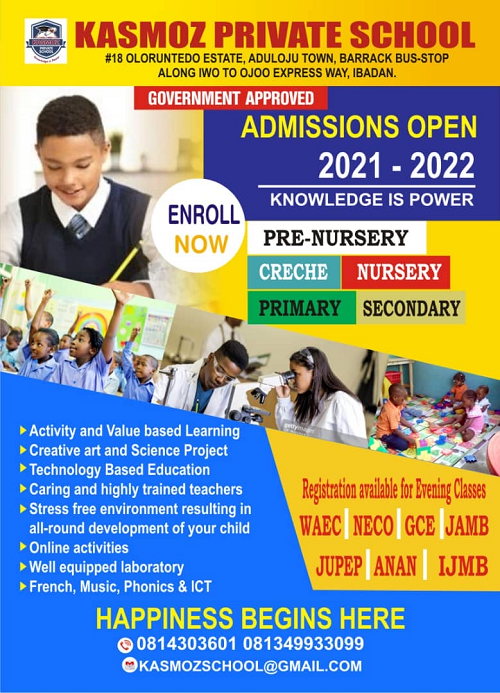 KASMOZ PRIVATE SCHOOL
#18 OLORUNTEDO ESTATE, ADULOJU TOWN, BARRACK BUS-STOP
ALONG IWO TO OJOO EXPRESS WAY, IBADAN.
GOVERNMENT APPROVED
ADMISSIONS OPEN
2021 - 2022
KNOWLEDGE IS POWER
ENROLL
NOW
PRE-NURSERY
CRECHE NURSERY
PRIMARY SECONDARY
Activity and Value based Learning
Creative art and Science Project
Technology Based Education
Caring and highly trained teachers
Stress free environment resulting in
all-round development of your child
Online activities
Well equipped laboratory
French, Music, Phonics & ICT
Registration available for Evening Classes
WAEC NECO GCE JAMB
JUPEP ANAN IJMB
HAPPINESS BEGINS HERE
0814303601 081349933099
KASMOZSCHOOL@GMAIL.COM